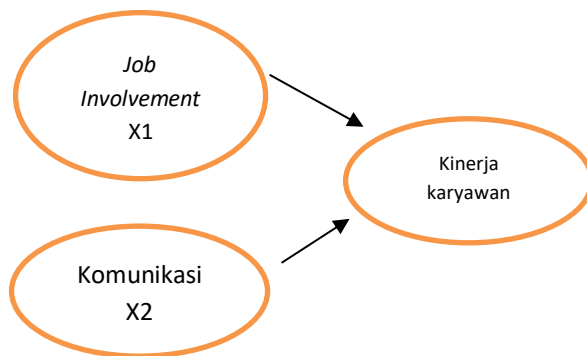 Job
Involvement
X1
Kinerja
karyawan
Komunikasi
X2